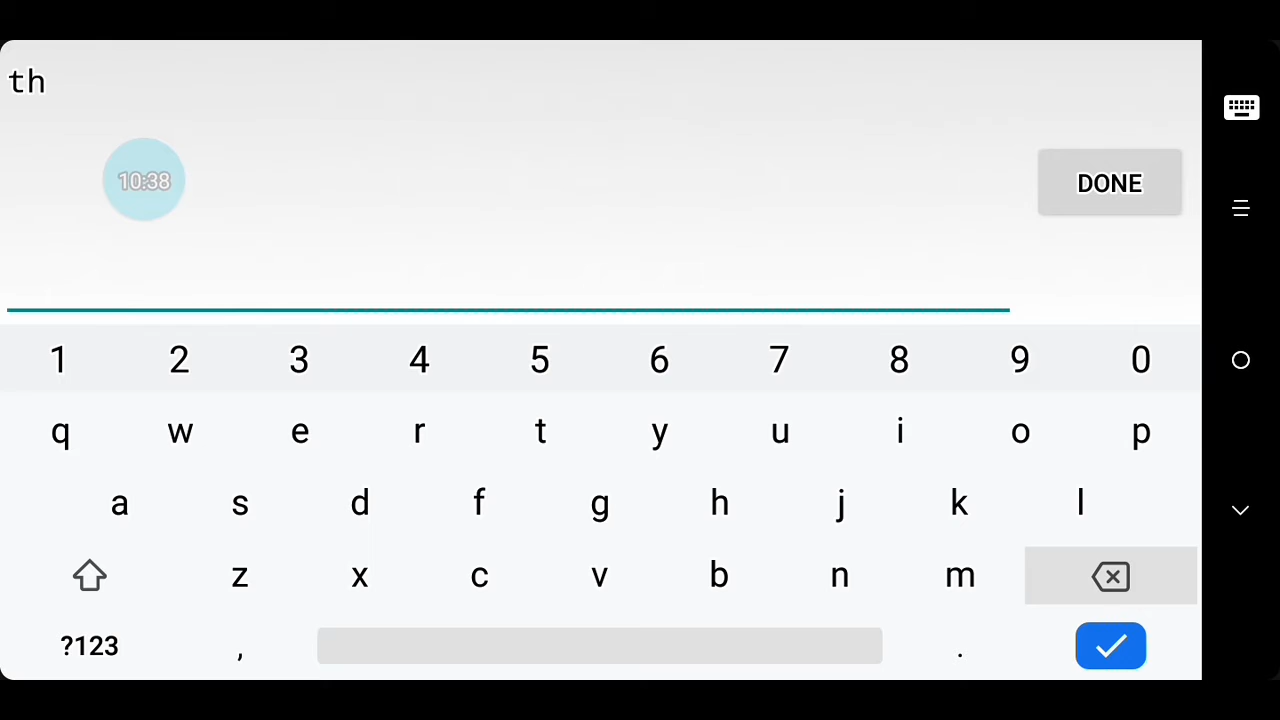 th
10:38
DONE
1 2 3 4 5 6 7 8 9 0
q w e r t y u i o p
a s d f g h j k l
z x c v b n m
?123 , .